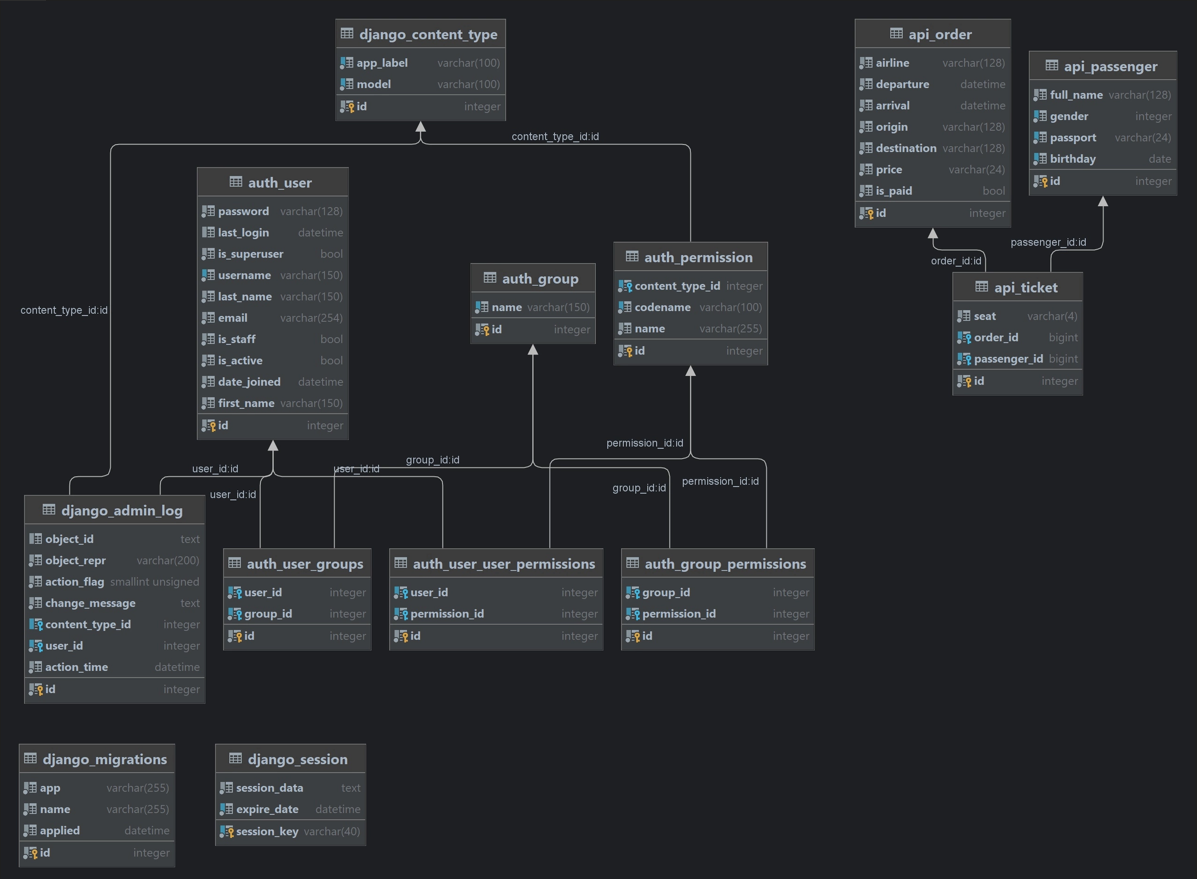 django_content_type
app_label varchar(100)
model varchar(100)
id integer
content_type_id:id
content_type_id:id
auth_user
password varchar(128)
last_login datetime
is_superuser bool
username varchar(150)
last_name varchar(150)
email varchar(254)
is_staff bool
is_active bool
date_joined datetime
first_name varchar(150)
id integer
auth_group
name varchar(150)
id integer
auth_permission
content_type_id integer
codename varchar(100)
name varchar(255)
id integer
api_order
airline varchar(128)
departure datetime
arrival datetime
origin varchar(128)
destination varchar(128)
price varchar(24)
is_paid bool
id integer
api_passenger
full_name varchar(128)
gender integer
passport varchar(24)
birthday date
id integer
passenger_id:id
order_id:id
api_ticket
seat varchar(4)
order_id bigint
passenger_id bigint
id integer
user_id:id
user_id:id
user_id:id
group_id:id
permission_id:id
group_id:id
permission_id:id
django_admin_log
object_id text
object_repr varchar(200)
action_flag smallint unsigned
change_message text
content_type_id integer
user_id integer
action_time datetime
id integer
auth_user_groups
user_id integer
group_id integer
id integer
auth_user_user_permissions
user_id integer
permission_id integer
id integer
auth_group_permissions
group_id integer
permission_id integer
id integer
django_migrations
app varchar(255)
name varchar(255)
applied datetime
id integer
django_session
session_data text
expire_date datetime
session_key varchar(40)